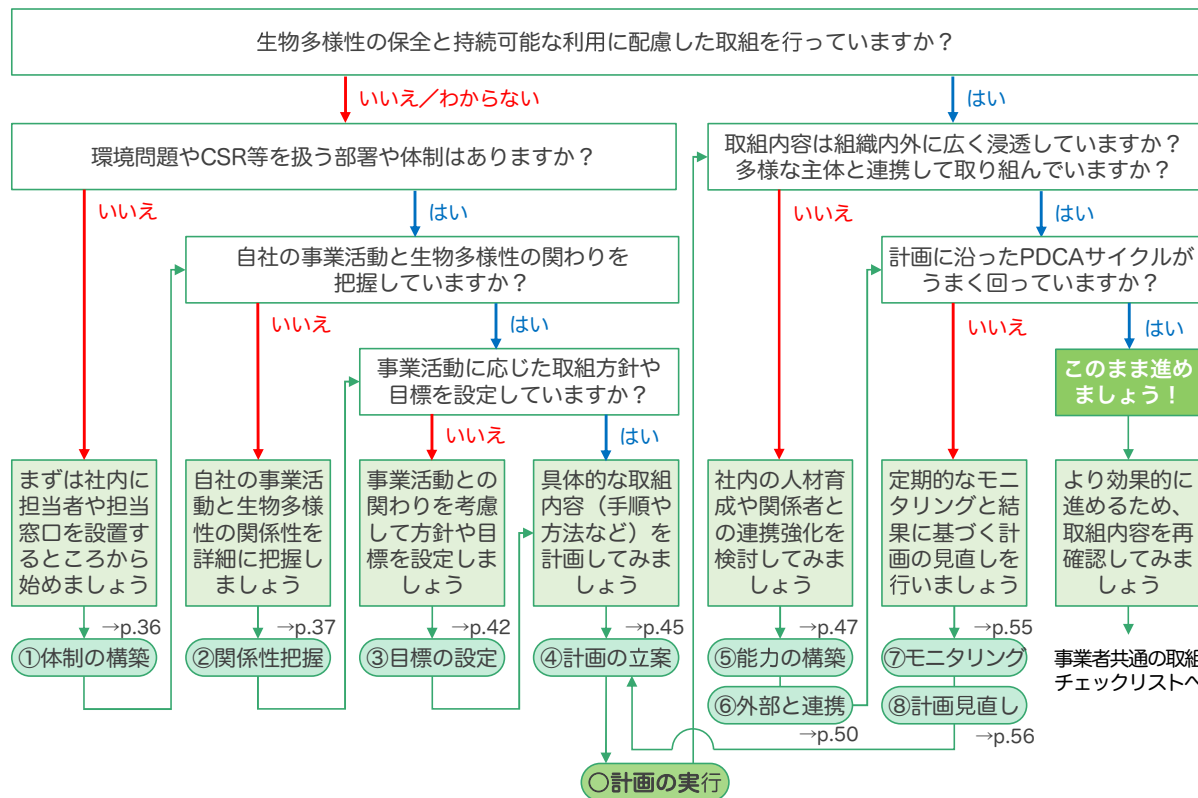 生物多様性の保全と持続可能な利用に配慮した取組を行っていますか？
いいえ／わからない
はい
環境問題やCSR等を扱う部署や体制はありますか？
取組内容は組織内外に広く浸透していますか？
多様な主体と連携して取り組んでいますか？
いいえ
はい
いいえ
はい
自社の事業活動と生物多様性の関わりを
把握していますか？
計画に沿ったPDCAサイクルが
うまく回っていますか？
いいえ
はい
いいえ
はい
事業活動に応じた取組方針や
目標を設定していますか？
このまま進め
ましょう！
いいえ
はい
まずは社内に
担当者や担当
窓口を設置す
るところから
始めましょう
自社の事業活
動と生物多様
性の関係性を
詳細に把握し
ましょう
事業活動との
関わりを考慮
して方針や目
標を設定しま
しょう
具体的な取組
内容（手順や
方法など）を
計画してみま
しょう
社内の人材育
成や関係者と
の連携強化を
検討してみま
しょう
定期的なモニ
タリングと結
果に基づく計
画の見直しを
行いましょう
より効果的に
進めるため、
取組内容を再
確認してみま
しょう
→p.36
→p.37
→p.42
→p.45
→p.47
→p.55
①体制の構築
②関係性把握
③目標の設定
④計画の立案
⑤能力の構築
⑦モニタリング
事業者共通の取組
チェックリストへ
⑥外部と連携
⑧計画見直し
→p.50
→p.56
○計画の実行